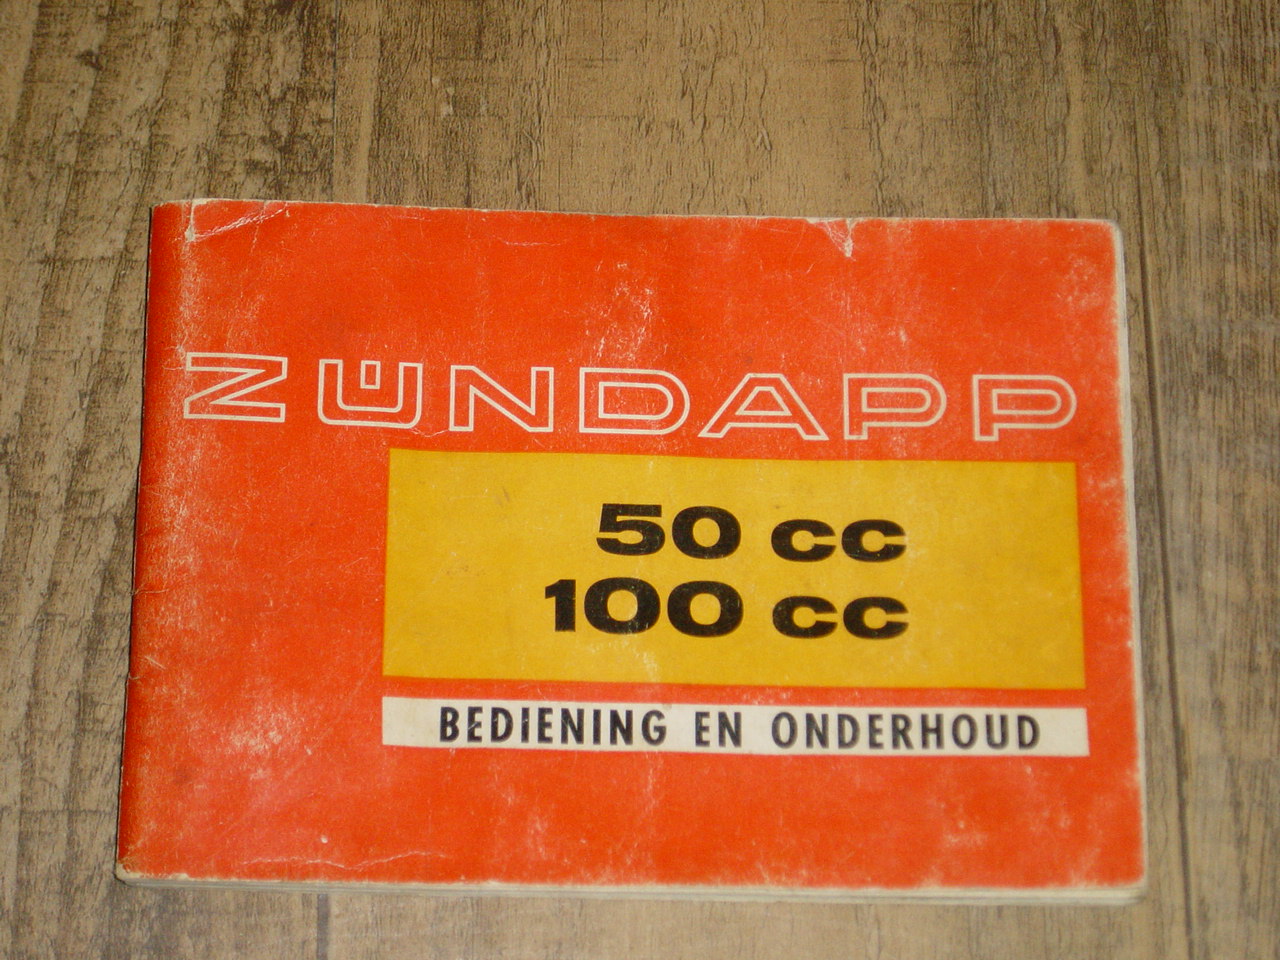 ZÜNDAPP
50 cc
100 cc
BEDIENING EN ONDERHOUD